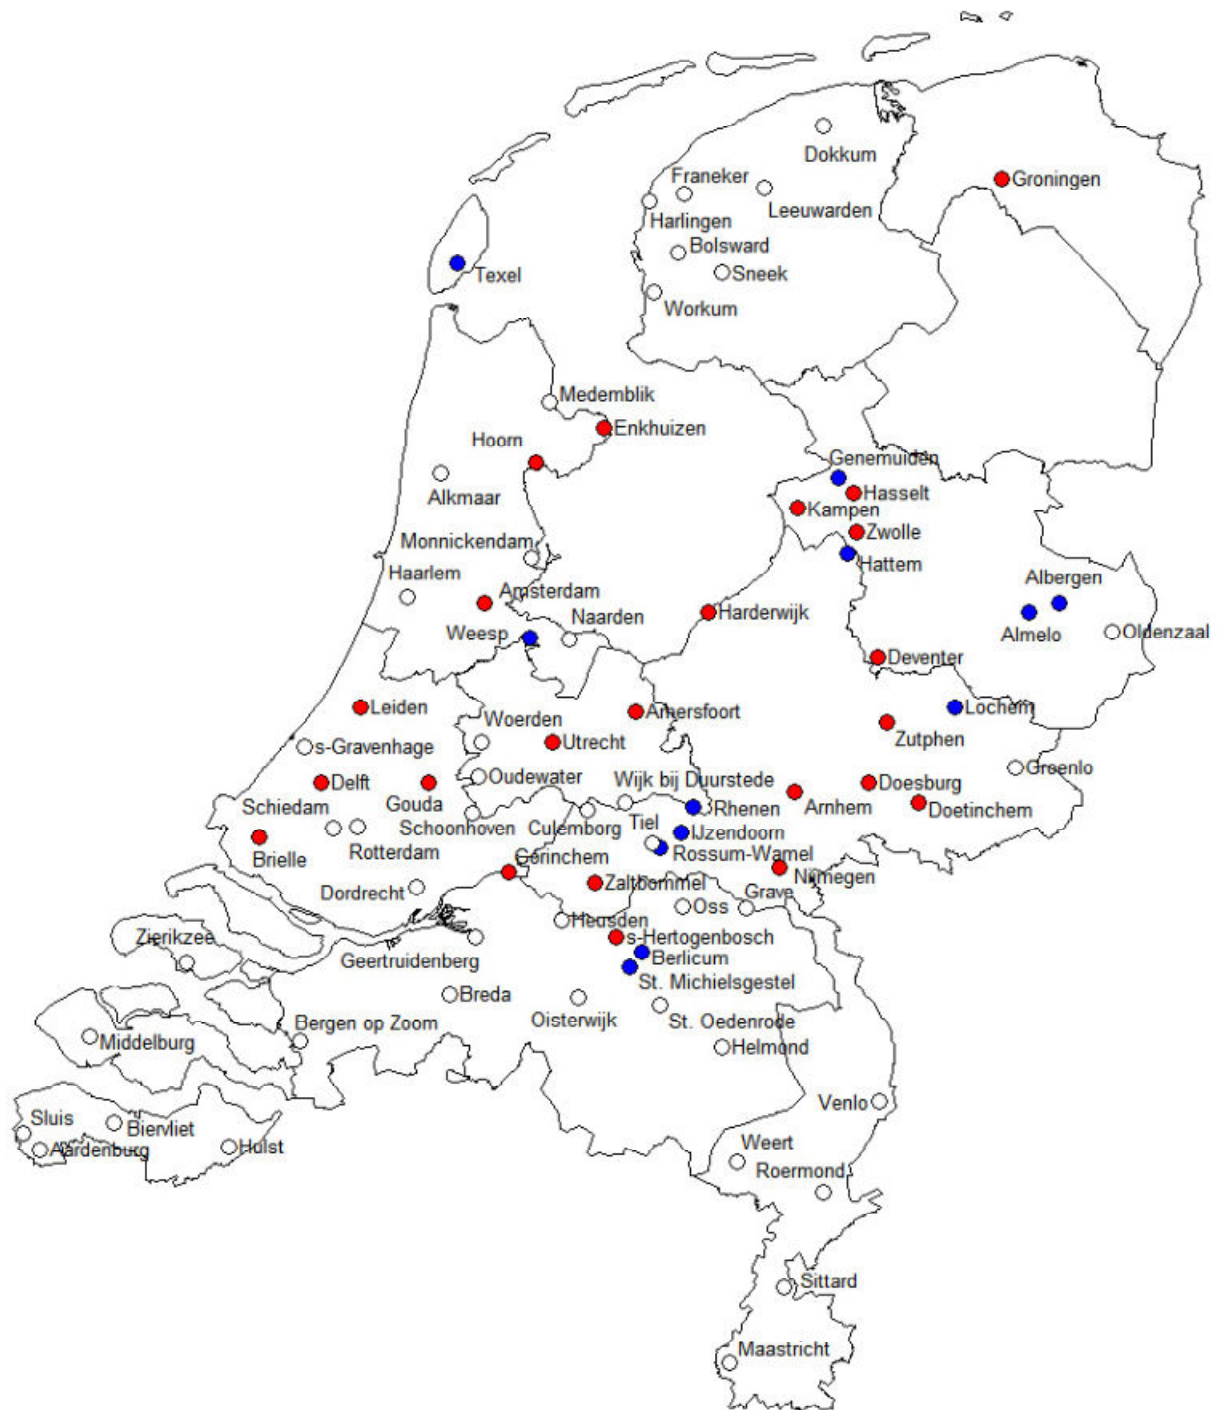 Dokkum
Franeker
Groningen
Leeuwarden
Harlingen
Bolsward
Sneek
Texel
Workum
Medemblik
Enkhuizen
Hoorn
Genemuiden
Alkmaar
Hasselt
Kampen
Zwolle
Monnickendam
Hattem
Haarlem
Albergen
Amsterdam
Harderwijk
Naarden
Weesp
Almelo
Oldenzaal
Deventer
Leiden
Lochem
Amersfoort
Woerden
Utrecht
Zutphen
s-Gravenhage
Groenlo
Oudewater
Wijk bij Duurstede
Delft
Doesburg
Gouda
Schiedam
Arnhem
Rhenen
Doetinchem
Schoonhoven
Culemborg
Tiel
IJzendoorn
Rotterdam
Rossum-Wamel
Brielle
Gorinchem
Nijmegen
Zaltbommel
Dordrecht
Grave
Oss
Heusden
Zierikzee
s-Hertogenbosch
Geertruidenberg
Berlicum
St. Michielsgestel
Breda
Oisterwijk
St. Oedenrode
Bergen op Zoom
Middelburg
Helmond
Venlo
Sluis
Biervliet
Aardenburg
Hulst
Weert
Roermond
Sittard
Maastricht